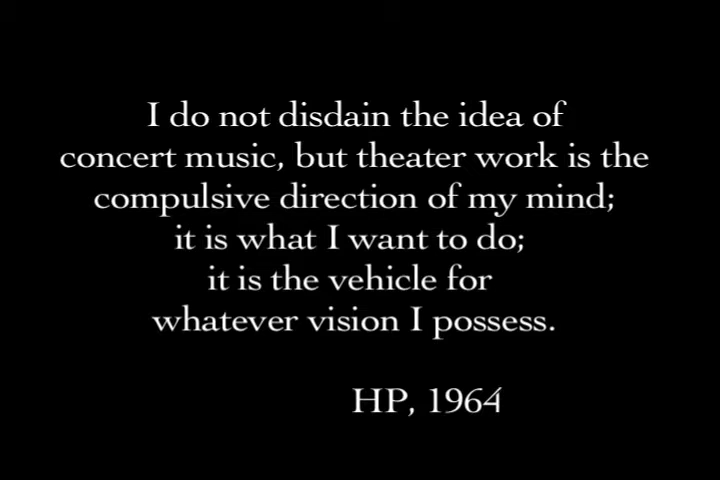 I do not disdain the idea of
concert music, but theater work is the
compulsive direction of my mind;
it is what I want to do;
it is the vehicle for
whatever vision I possess.
HP, 1964